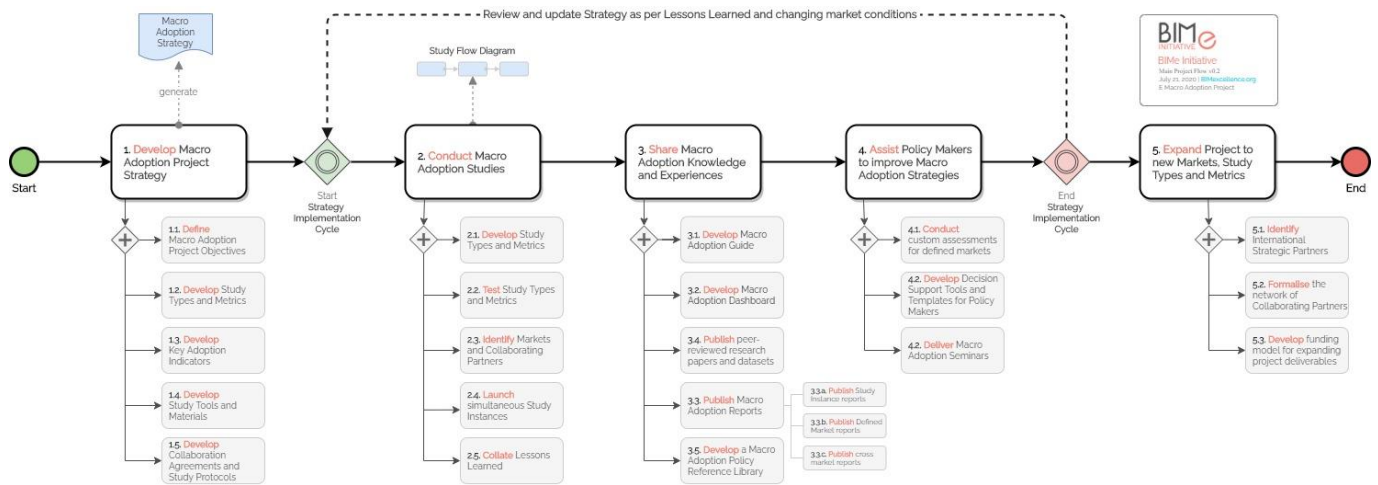 Macro
Adoption
Strategy
generate
Review and update Strategy as per Lessons Learned and changing market conditions
Study Flow Diagram
BIMe
INITIATIVE
BIMe Initiative
Main Project Flow v0.2
July 21, 2020 | BIMexcellence.org
E Macro Adoption Project
Start
1. Develop Macro
Adoption Project
Strategy
Start
Strategy
Implementation
Cycle
2. Conduct Macro
Adoption Studies
3. Share Macro
Adoption Knowledge
and Experiences
4. Assist Policy Makers
to improve Macro
Adoption Strategies
End
Strategy
Implementation
Cycle
5. Expand Project to
new Markets, Study
Types and Metrics
End
1.1. Define
Macro Adoption
Project Objectives
1.2. Develop Study
Types and Metrics
1.3. Develop
Key Adoption
Indicators
1.4. Develop
Study Tools and
Materials
1.5. Develop
Collaboration
Agreements and
Study Protocols
2.1. Develop Study
Types and Metrics
2.2. Test Study Types
and Metrics
2.3. Identify Markets
and Collaborating
Partners
2.4. Launch
simultaneous Study
Instances
2.5. Collate Lessons
Learned
3.1. Develop Macro
Adoption Guide
3.2. Develop Macro
Adoption Dashboard
3.4. Publish peer-
reviewed research
papers and datasets
3.3. Publish Macro
Adoption Reports
3.3.a. Publish Study
Instance reports
3.3.b. Publish Defined
Market reports
3.3.c. Publish cross
market reports
3.5. Develop a Macro
Adoption Policy
Reference Library
4.1. Conduct
custom assessments
for defined markets
4.2. Develop Decision
Support Tools and
Templates for Policy
Makers
4.2. Deliver Macro
Adoption Seminars
5.1. Identify
International
Strategic Partners
5.2. Formalise the
network of
Collaborating Partners
5.3. Develop funding
model for expanding
project deliverables